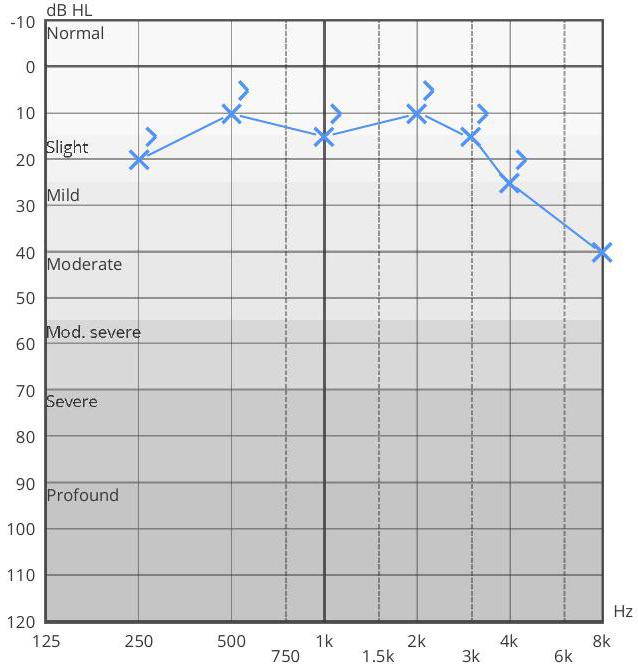 dB HL
-10
Normal
0
10
Slight
20
Mild
30
40
Moderate
50
Mod. severe
60
70
Severe
80
90
Profound
100
110
120
Hz
125 250 500 1k 2k 4k 8k
750 1.5k 3k 6k